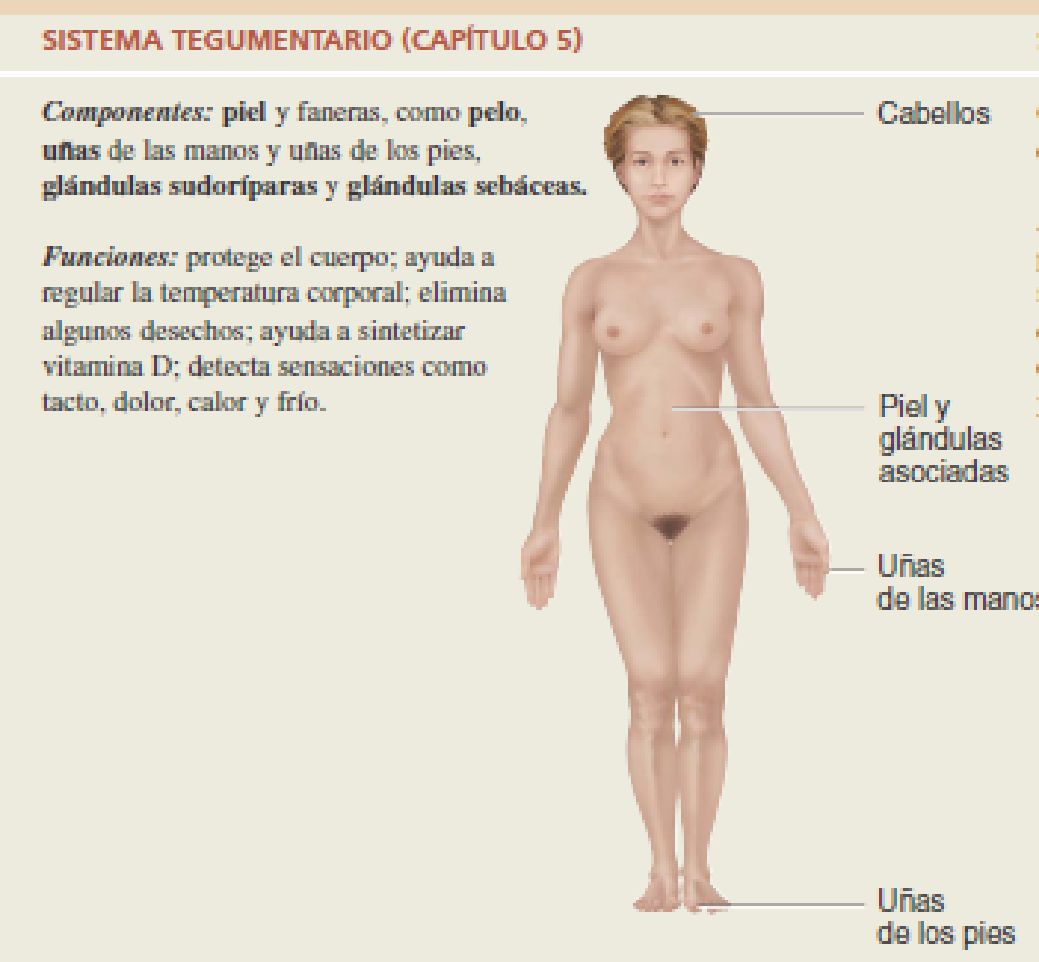 SISTEMA TEGUMENTARIO (CAPÍTULO 5)
Componentes: piel y faneras, como pelo,
uñas de las manos y uñas de los pies,
glándulas sudoríparas y glándulas sebáceas.
Funciones: protege el cuerpo; ayuda a
regular la temperatura corporal; elimina
algunos desechos; ayuda a sintetizar
vitamina D; detecta sensaciones como
tacto, dolor, calor y frío.
Cabellos
Piel y
glándulas
asociadas
Uñas
de las manos
Uñas
de los pies